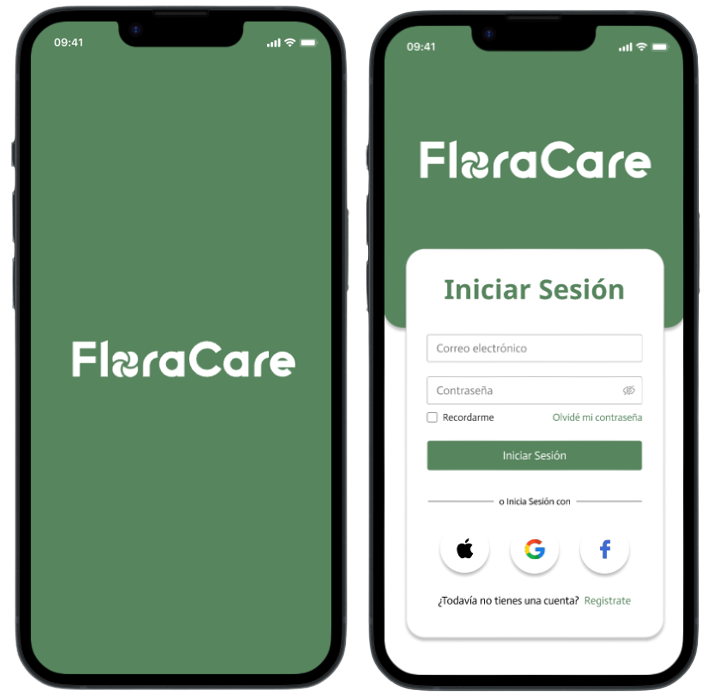 09:41
FloraCare
09:41
FloraCare
Iniciar Sesión
Correo electrónico
Contraseña
Recordarme
Olvidé mi contraseña
Iniciar Sesión
o Inicia Sesión con
¿Todavía no tienes una cuenta? Registrate